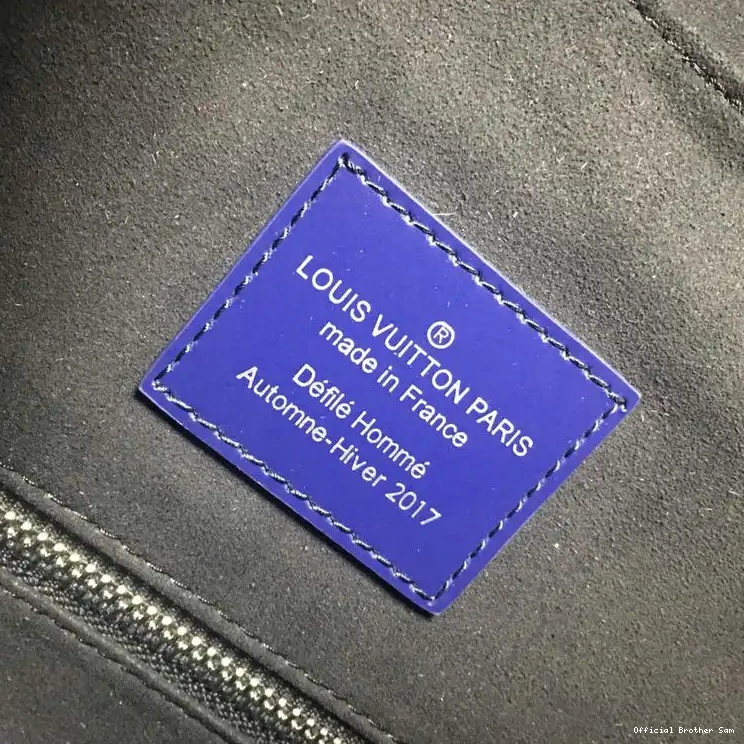 ®
LOUIS VUITTON PARIS
made in France
Défilé Hommé
Automne-Hiver 2017
Official Brother Sam